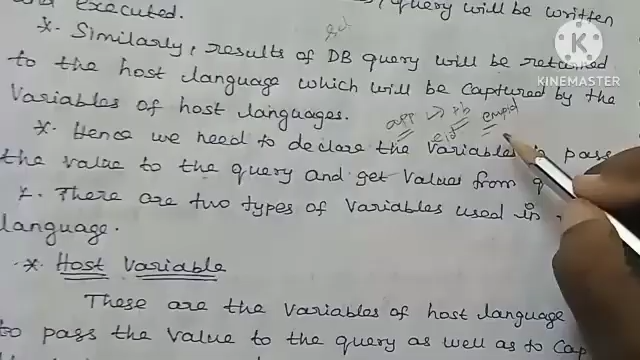 and executed. query will be written
*. Similarly, results of DB query will be returned
to the host language which will be captured by the
Variables of host languages.
app → eid empid
*. Hence we need to declare the Variables to pass
the value to the query and get values from
*. There are two types of Variables used in
language.
*. Host Variable
These are the Variables of host language
to pass the value to the query as well as to cap
KINEMASTER